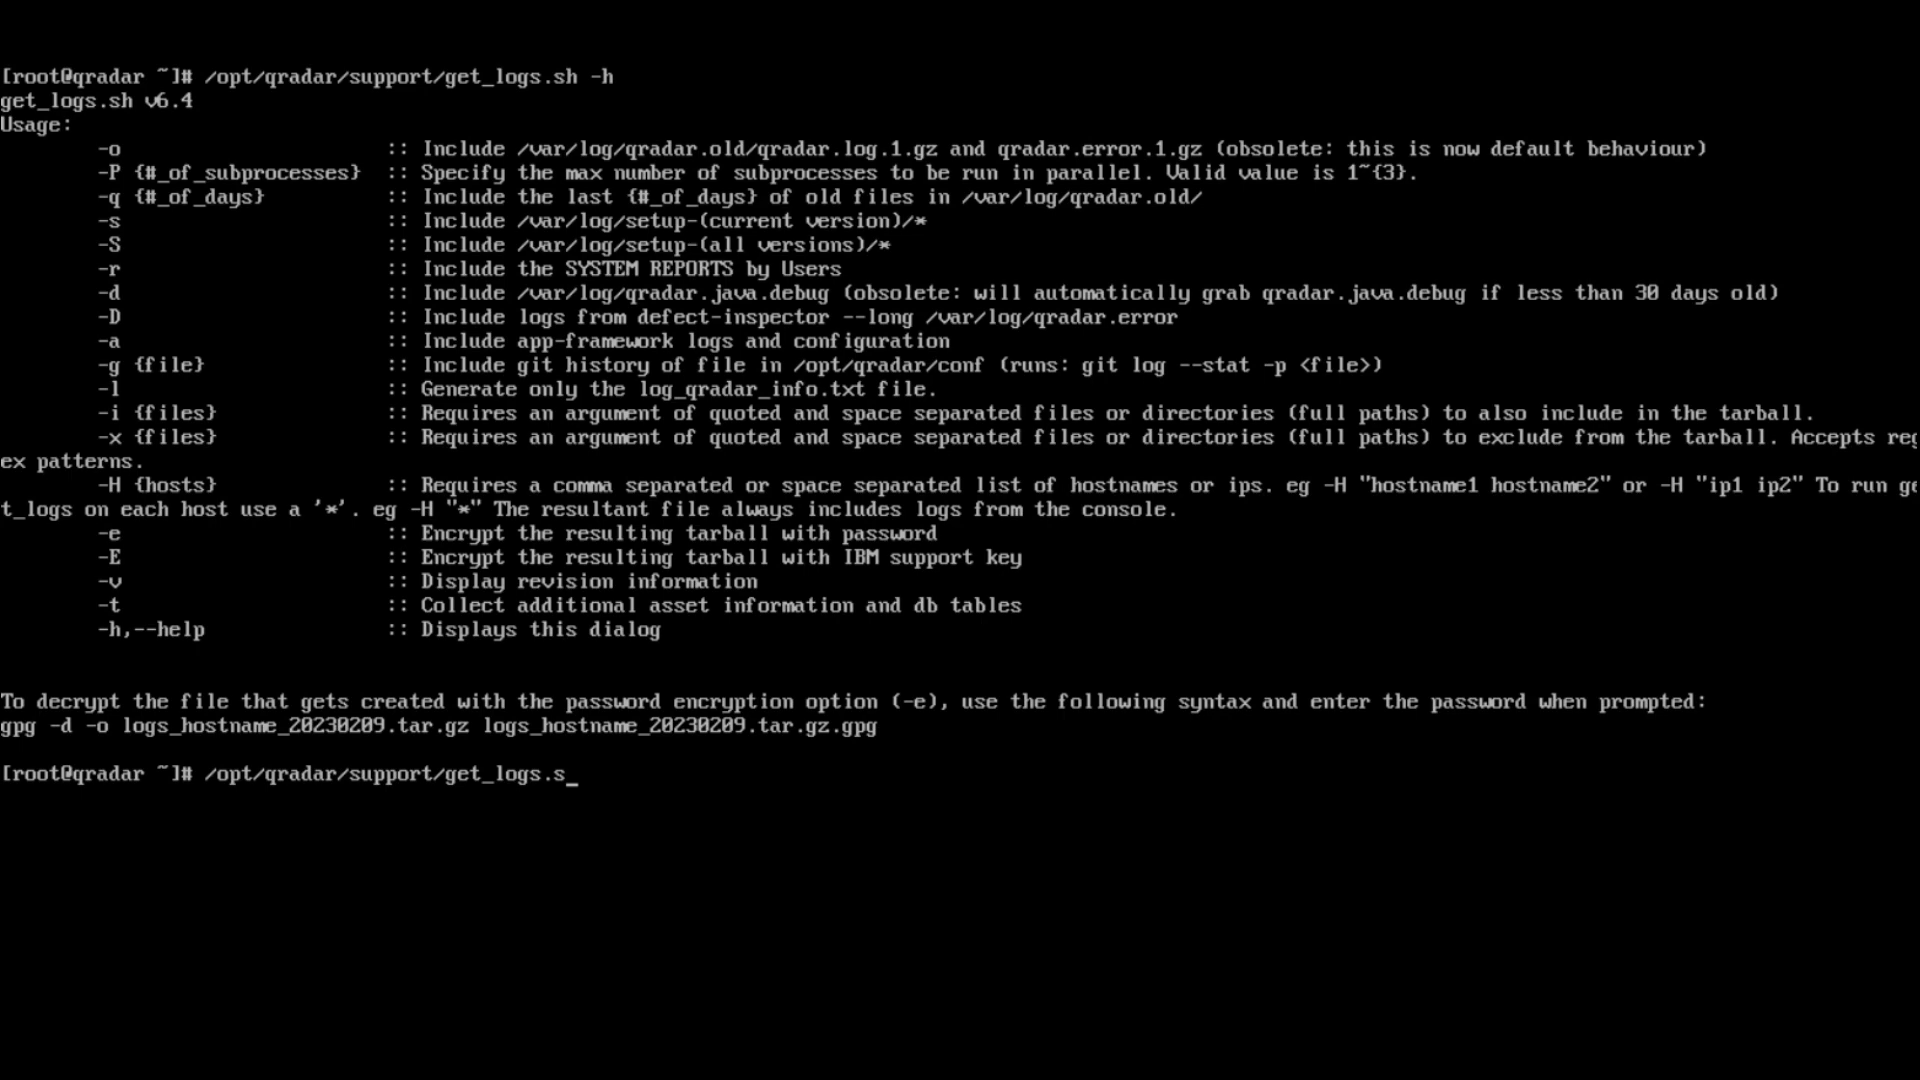 [root@qradar ~]# /opt/qradar/support/get_logs.sh -h
get_logs.sh v6.4
Usage:
-o :: Include /var/log/qradar.old/qradar.log.1.gz and qradar.error.1.gz (obsolete: this is now default behaviour)
-P {#_of_subprocesses} :: Specify the max number of subprocesses to be run in parallel. Valid value is 1~{3}.
-q {#_of_days} :: Include the last {#_of_days} of old files in /var/log/qradar.old/
-s :: Include /var/log/setup-(current version)/*
-S :: Include /var/log/setup-(all versions)/*
-r :: Include the SYSTEM REPORTS by Users
-d :: Include /var/log/qradar.java.debug (obsolete: will automatically grab qradar.java.debug if less than 30 days old)
-D :: Include logs from defect-inspector --long /var/log/qradar.error
-a :: Include app-framework logs and configuration
-g {file} :: Include git history of file in /opt/qradar/conf (runs: git log --stat -p <file>)
-l :: Generate only the log_qradar_info.txt file.
-i {files} :: Requires an argument of quoted and space separated files or directories (full paths) to also include in the tarball.
-x {files} :: Requires an argument of quoted and space separated files or directories (full paths) to exclude from the tarball. Accepts reg
ex patterns.
-H {hosts} :: Requires a comma separated or space separated list of hostnames or ips. eg -H "hostname1 hostname2" or -H "ip1 ip2" To run ge
t_logs on each host use a '*'. eg -H "*" The resultant file always includes logs from the console.
-e :: Encrypt the resulting tarball with password
-E :: Encrypt the resulting tarball with IBM support key
-v :: Display revision information
-t :: Collect additional asset information and db tables
-h,--help :: Displays this dialog
To decrypt the file that gets created with the password encryption option (-e), use the following syntax and enter the password when prompted:
gpg -d -o logs_hostname_20230209.tar.gz logs_hostname_20230209.tar.gz.gpg
[root@qradar ~]# /opt/qradar/support/get_logs.s_